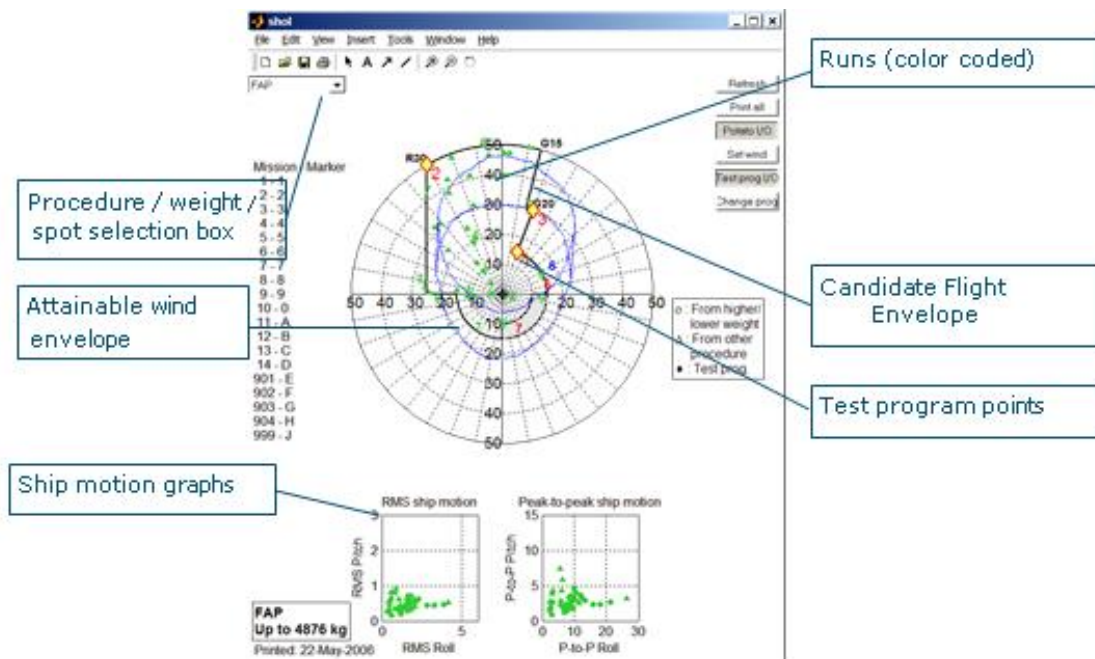 shol
File Edit View Insert Tools Window Help
FAP
Refresh
Print all
Potato I/O
Set wind
Test prog I/O
Change prog
Runs (color coded)
Procedure / weight /
spot selection box
Attainable wind
envelope
Candidate Flight
Envelope
Test program points
Ship motion graphs
Mission - Marker
1 - 1
2 - 2
3 - 3
4 - 4
5 - 5
6 - 6
7 - 7
8 - 8
9 - 9
10 - 0
11 - A
12 - B
13 - C
14 - D
901 - E
902 - F
903 - G
904 - H
999 - J
50
G15
40
2
30
G20
3
20
10
6
50 40 30 20 10 10 20 30 40 50
10
7
20
30
40
50
o : From higher/
lower weight
△ : From other
procedure
♦ : Test prog
RMS ship motion
3
2
1
0
0 5
RMS Pitch
RMS Roll
Peak-to-peak ship motion
15
10
5
0
0 10 20 30
P-to-P Pitch
P-to-P Roll
FAP
Up to 4876 kg
Printed: 22-May-2006